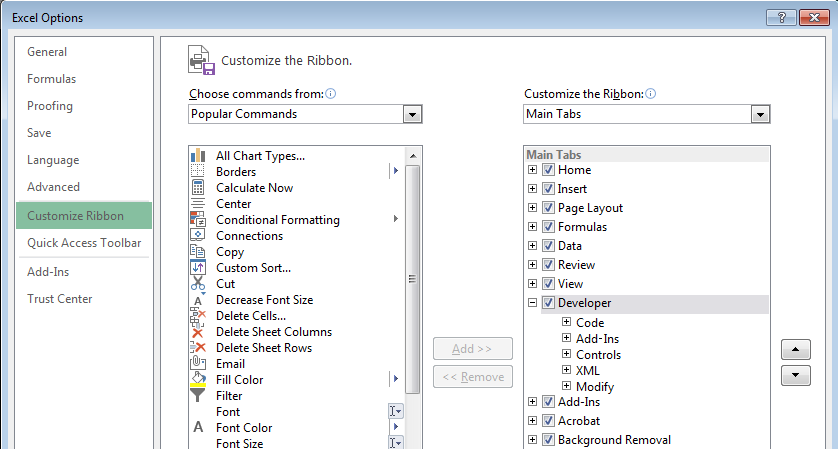 Excel Options
General
Formulas
Proofing
Save
Language
Advanced
Customize Ribbon
Quick Access Toolbar
Add-Ins
Trust Center
Customize the Ribbon.
Choose commands from:
Popular Commands
All Chart Types...
Borders
Calculate Now
Center
Conditional Formatting
Connections
Copy
Custom Sort...
Cut
Decrease Font Size
Delete Cells...
Delete Sheet Columns
Delete Sheet Rows
Email
Fill Color
Filter
Font
Font Color
Font Size
Add >>
<< Remove
Customize the Ribbon:
Main Tabs
Main Tabs
Home
Insert
Page Layout
Formulas
Data
Review
View
Developer
Code
Add-Ins
Controls
XML
Modify
Add-Ins
Acrobat
Background Removal